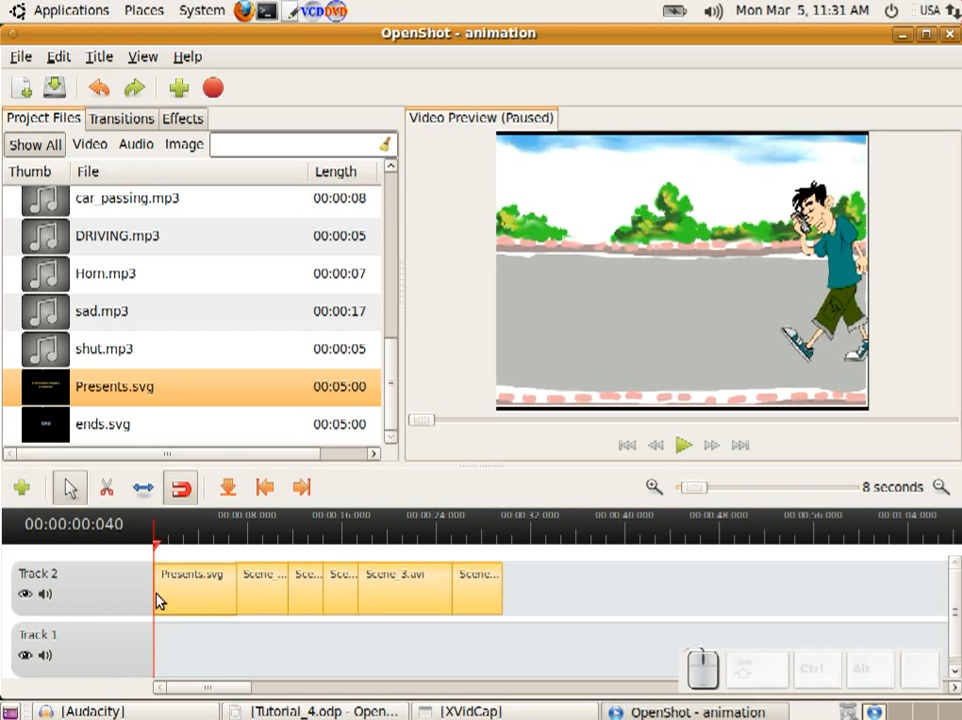 Applications Places System VCD DVD Mon Mar 5, 11:31 AM USA
OpenShot - animation
File Edit Title View Help
Project Files Transitions Effects
Video Preview (Paused)
Show All Video Audio Image
Thumb File Length
car_passing.mp3 00:00:08
DRIVING.mp3 00:00:05
Horn.mp3 00:00:07
sad.mp3 00:00:17
shut.mp3 00:00:05
Presents.svg 00:05:00
ends.svg 00:05:00
8 seconds
00:00:00:040
00:00:08:000 00:00:16:000 00:00:24:000 00:00:32:000 00:00:40:000 00:00:48:000 00:00:56:000 00:01:04:000
Track 2
Presents.svg Scene_... Sce... Sce... Scene_3.avi Scene...
Track 1
Ctrl Alt
[Audacity] [Tutorial_4.odp - Open... [XVidCap] OpenShot - animation